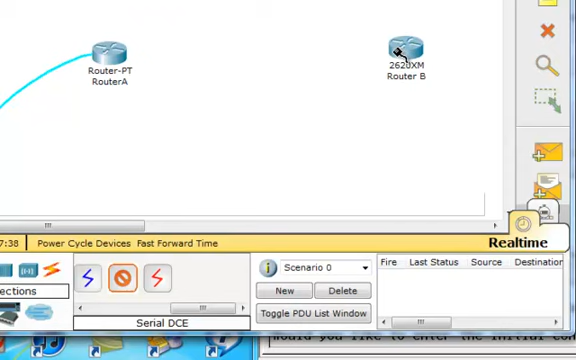 Router-PT
RouterA
2620XM
Router B
7:38 Power Cycle Devices Fast Forward Time
Realtime
ections
Serial DCE
Scenario 0
New
Delete
Toggle PDU List Window
Fire Last Status Source Destination
would you like to enter the initial con